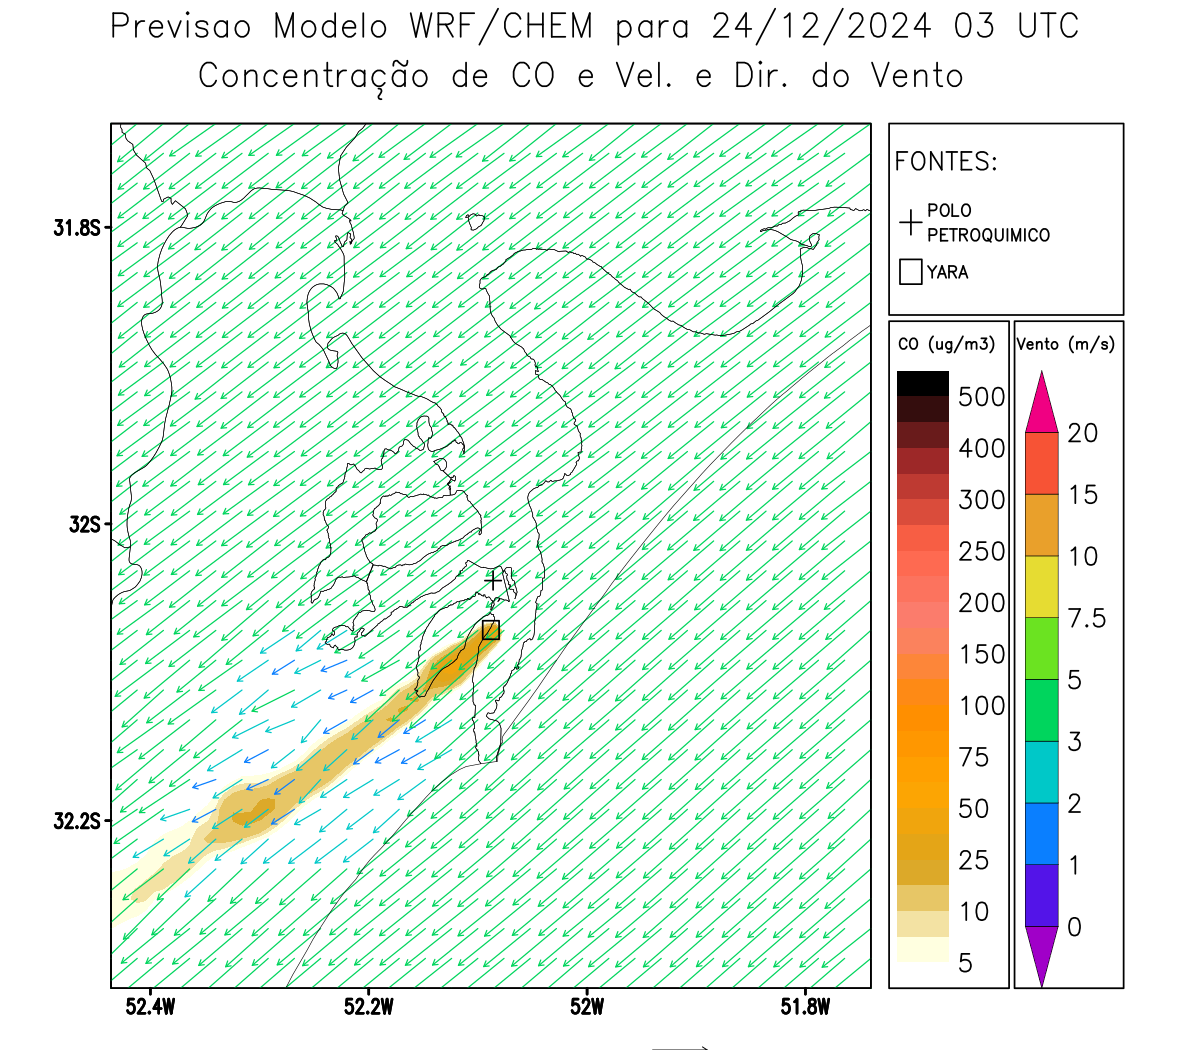 Previsao Modelo WRF/CHEM para 24/12/2024 03 UTC
Concentração de CO e Vel. e Dir. do Vento
FONTES:
POLO
PETROQUIMICO
YARA
31.8S
32S
32.2S
52.4W
52.2W
52W
51.8W
CO (ug/m3)
500
400
300
250
200
150
100
75
50
25
10
5
Vento (m/s)
20
15
10
7.5
5
3
2
1
0